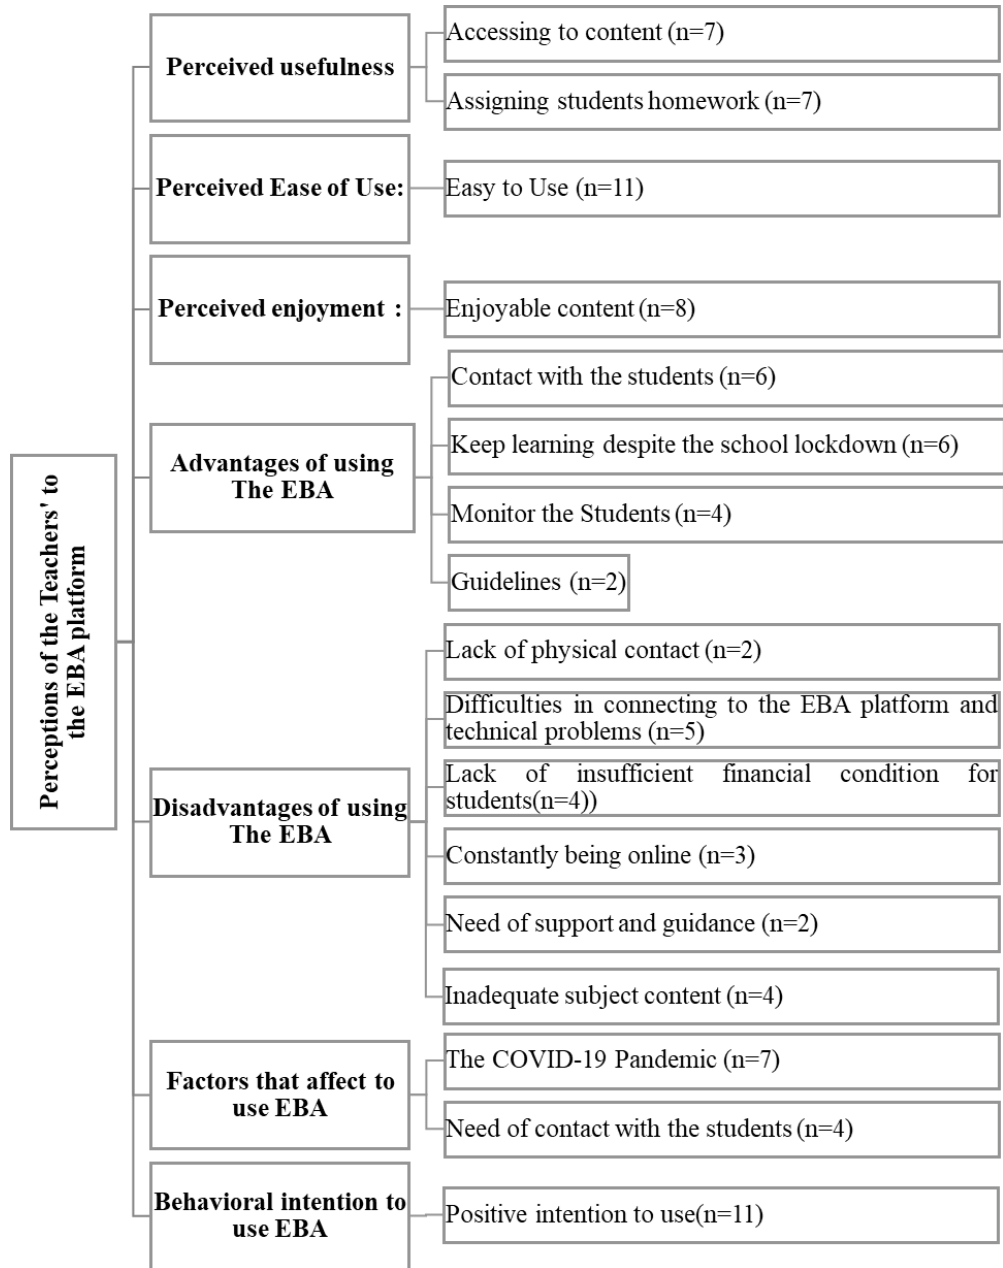 Perceptions of the Teachers' to
the EBA platform
Perceived usefulness
Accessing to content (n=7)
Assigning students homework (n=7)
Perceived Ease of Use:
Easy to Use (n=11)
Perceived enjoyment :
Enjoyable content (n=8)
Advantages of using
The EBA
Contact with the students (n=6)
Keep learning despite the school lockdown (n=6)
Monitor the Students (n=4)
Guidelines (n=2)
Disadvantages of using
The EBA
Lack of physical contact (n=2)
Difficulties in connecting to the EBA platform and
technical problems (n=5)
Lack of insufficient financial condition for
students(n=4))
Constantly being online (n=3)
Need of support and guidance (n=2)
Inadequate subject content (n=4)
Factors that affect to
use EBA
The COVID-19 Pandemic (n=7)
Need of contact with the students (n=4)
Behavioral intention to
use EBA
Positive intention to use(n=11)